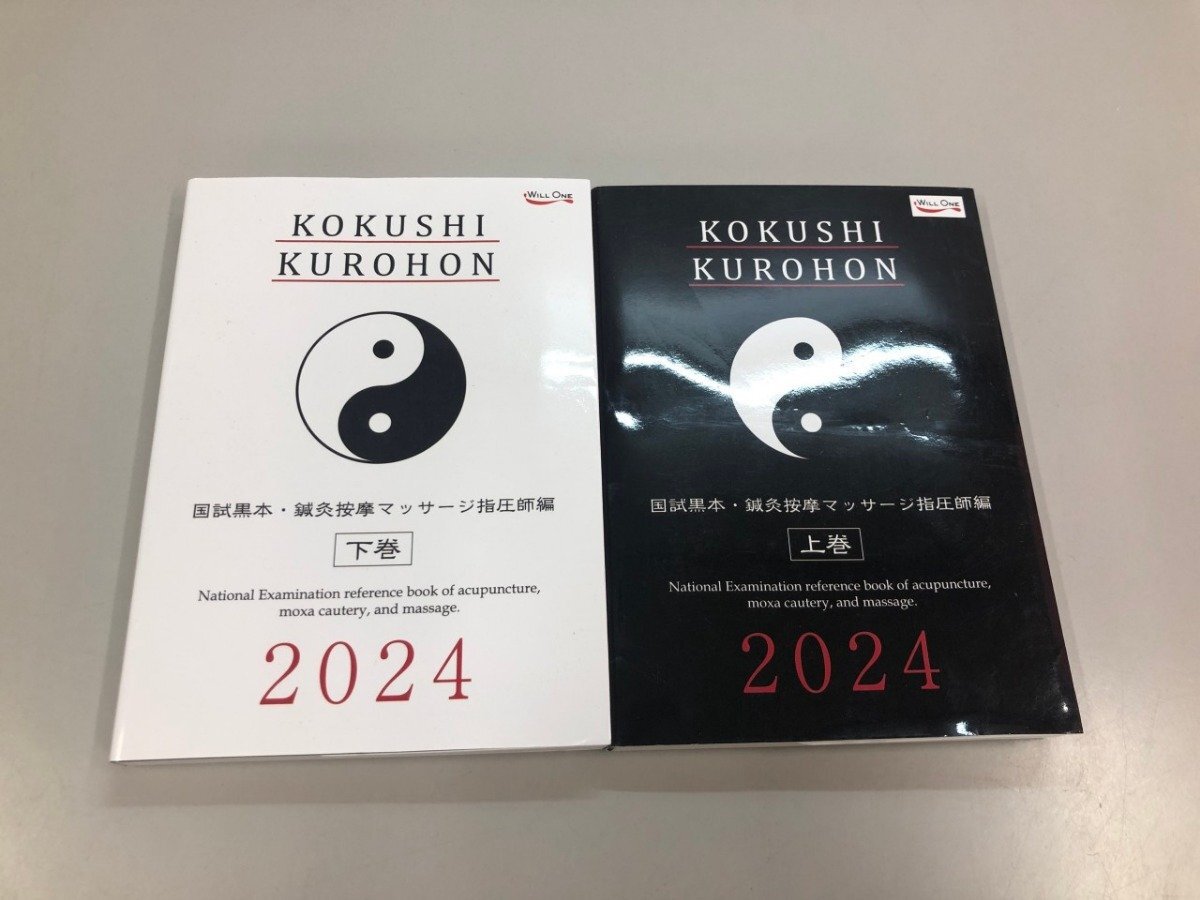 WILL ONE
KOKUSHI
KUROHON
国試黒本・鍼灸按摩マッサージ指圧師編
下巻
National Examination reference book of acupuncture,
moxa cautery, and massage.
2024
WILL ONE
KOKUSHI
KUROHON
国試黒本・鍼灸按摩マッサージ指圧師編
上巻
National Examination reference book of acupuncture,
moxa cautery, and massage.
2024